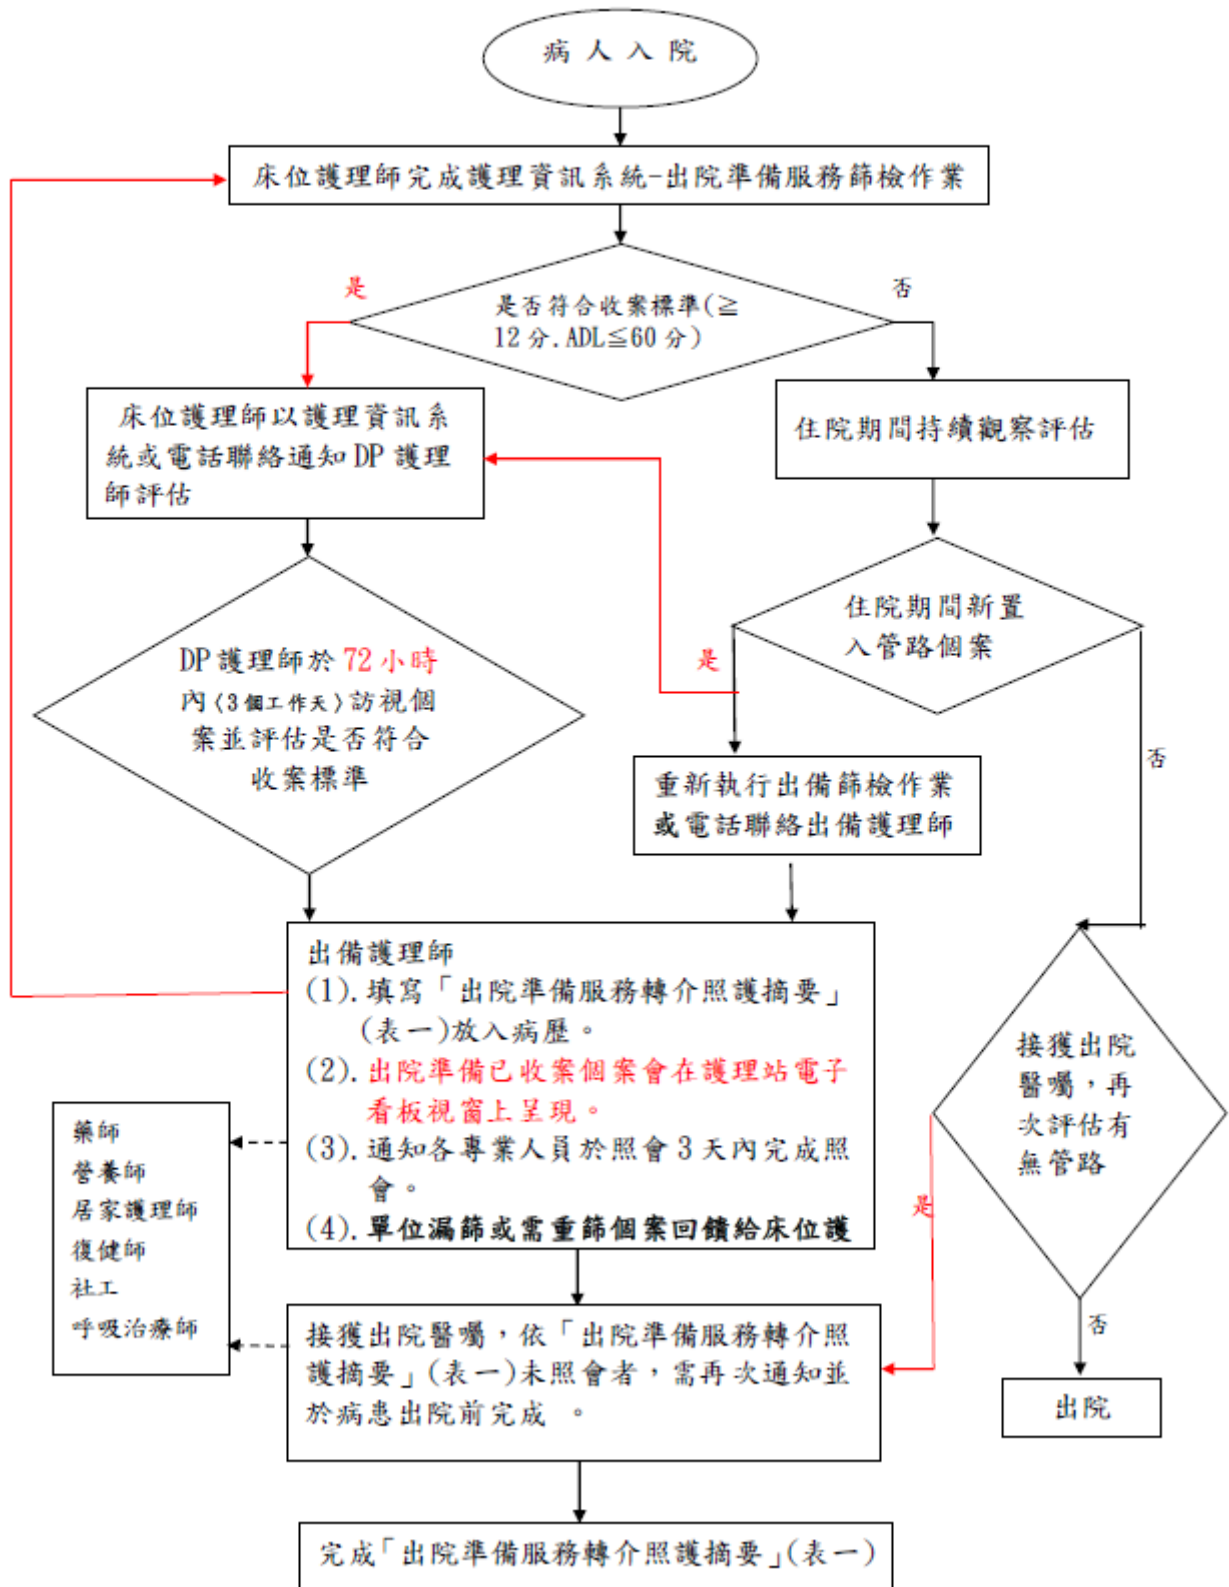 病人入院
床位護理師完成護理資訊系統-出院準備服務篩檢作業
是
否
是否符合收案標準(≧
12分.ADL≦60分)
床位護理師以護理資訊系
統或電話聯絡通知DP護理
師評估
住院期間持續觀察評估
住院期間新置
入管路個案
是
否
DP護理師於72小時
內〈3個工作天〉訪視個
案並評估是否符合
收案標準
重新執行出備篩檢作業
或電話聯絡出備護理師
出備護理師
(1).填寫「出院準備服務轉介照護摘要」
(表一)放入病歷。
(2).出院準備已收案個案會在護理站電子
看板視窗上呈現。
(3).通知各專業人員於照會3天內完成照
會。
(4).單位漏篩或需重篩個案回饋給床位護
接獲出院
醫囑，再
次評估有
無管路
是
否
藥師
營養師
居家護理師
復健師
社工
呼吸治療師
接獲出院醫囑，依「出院準備服務轉介照
護摘要」(表一)未照會者，需再次通知並
於病患出院前完成 。
出院
完成「出院準備服務轉介照護摘要」(表一)